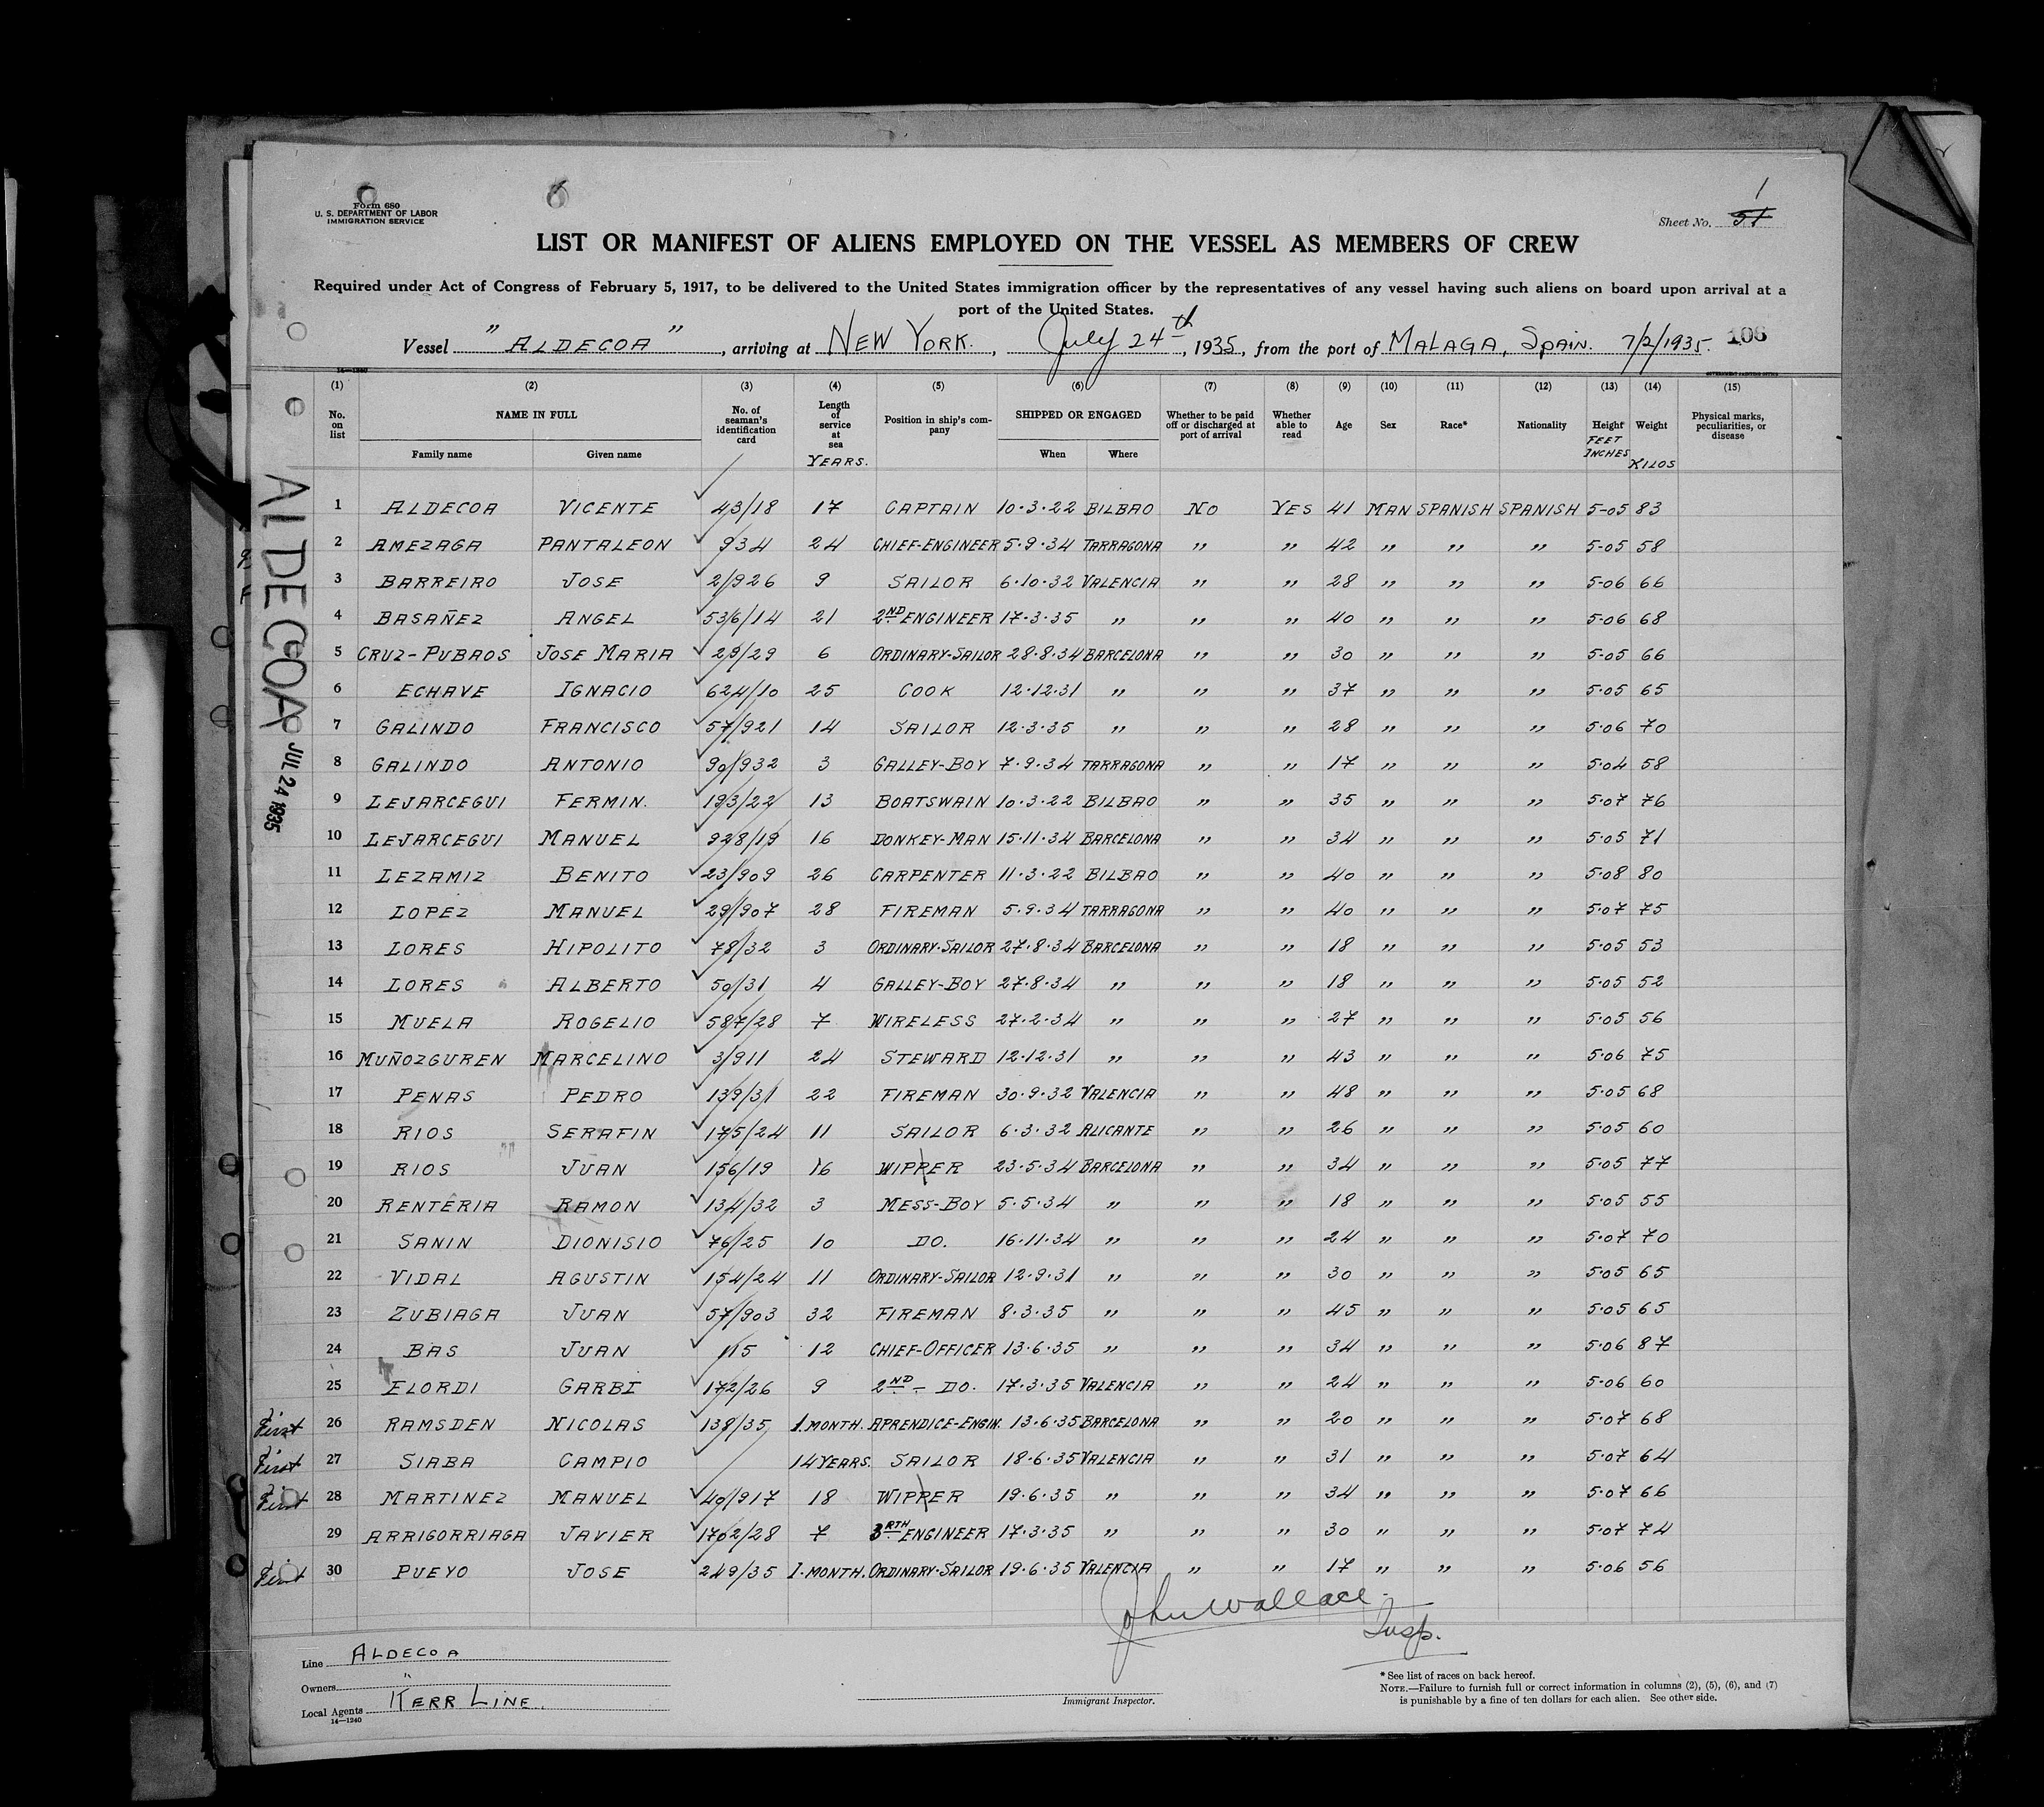 Form 680
U. S. DEPARTMENT OF LABOR
IMMIGRATION SERVICE
1
Sheet No. 51
LIST OR MANIFEST OF ALIENS EMPLOYED ON THE VESSEL AS MEMBERS OF CREW
Required under Act of Congress of February 5, 1917, to be delivered to the United States immigration officer by the representatives of any vessel having such aliens on board upon arrival at a
port of the United States.
Vessel "ALDECOA", arriving at NEW YORK., July 24th, 1935, from the port of MALAGA, SPAIN. 7/2/1935. 106
14—1240
(1) (2) (3) (4) (5) (6) (7) (8) (9) (10) (11) (12) (13) (14) (15)
No. on list NAME IN FULL Family name Given name No. of seaman's identification card Length of service at sea YEARS. Position in ship's company SHIPPED OR ENGAGED When Where Whether to be paid off or discharged at port of arrival Whether able to read Age Sex Race* Nationality Height FEET INCHES Weight KILOS Physical marks, peculiarities, or disease
1 ALDECOA VICENTE 43/18 17 CAPTAIN 10·3·22 BILBAO NO YES 41 MAN SPANISH SPANISH 5-05 83
2 AMEZAGA PANTALEON 934 24 CHIEF-ENGINEER 5·9·34 TARRAGONA " " 42 " " " 5-05 58
3 BARREIRO JOSE 2/926 9 SAILOR 6·10·32 VALENCIA " " 28 " " " 5-06 66
4 BASAÑEZ ANGEL 536/14 21 2ND ENGINEER 17·3·35 " " " 40 " " " 5-06 68
5 CRUZ-PUBAOS JOSE MARIA 29/29 6 ORDINARY-SAILOR 28·8·34 BARCELONA " " 30 " " " 5-05 66
6 ECHAVE IGNACIO 624/10 25 COOK 12·12·31 " " " 37 " " " 5·05 65
7 GALINDO FRANCISCO 57/921 14 SAILOR 12·3·35 " " " 28 " " " 5·06 70
8 GALINDO ANTONIO 90/932 3 GALLEY-BOY 7·9·34 TARRAGONA " " 17 " " " 5·04 58
9 LEJARCEGUI FERMIN. 193/22 13 BOATSWAIN 10·3·22 BILBAO " " 35 " " " 5·07 76
10 LEJARCEGUI MANUEL 928/19 16 DONKEY-MAN 15·11·34 BARCELONA " " 34 " " " 5·05 71
11 LEZAMIZ BENITO 23/909 26 CARPENTER 11·3·22 BILBAO " " 40 " " " 5·08 80
12 LOPEZ MANUEL 29/907 28 FIREMAN 5·9·34 TARRAGONA " " 40 " " " 5·07 75
13 LORES HIPOLITO 78/32 3 ORDINARY-SAILOR 27·8·34 BARCELONA " " 18 " " " 5·05 53
14 LORES ALBERTO 50/31 4 GALLEY-BOY 27·8·34 " " " 18 " " " 5·05 52
15 MUELA ROGELIO 587/28 7 WIRELESS 27·2·34 " " " 27 " " " 5·05 56
16 MUÑOZGUREN MARCELINO 3/911 24 STEWARD 12·12·31 " " " 43 " " " 5·06 75
17 PENAS PEDRO 139/31 22 FIREMAN 30·9·32 VALENCIA " " 48 " " " 5·05 68
18 RIOS SERAFIN 175/24 11 SAILOR 6·3·32 ALICANTE " " 26 " " " 5·05 60
19 RIOS JUAN 156/19 16 WIPPER 23·5·34 BARCELONA " " 34 " " " 5·05 77
20 RENTERIA RAMON 134/32 3 MESS-BOY 5·5·34 " " " 18 " " " 5·05 55
21 SANIN DIONISIO 76/25 10 DO. 16·11·34 " " " 24 " " " 5·07 70
22 VIDAL AGUSTIN 154/24 11 ORDINARY-SAILOR 12·9·31 " " " 30 " " " 5·05 65
23 ZUBIAGA JUAN 57/903 32 FIREMAN 8·3·35 " " " 45 " " " 5·05 65
24 BAS JUAN 115 12 CHIEF-OFFICER 13·6·35 " " " 34 " " " 5·06 87
25 ELORDI GARBI 172/26 9 2ND - DO. 17·3·35 VALENCIA " " 24 " " " 5·06 60
First 26 RAMSDEN NICOLAS 138/35 1.MONTH. APRENDICE-ENGIN. 13·6·35 BARCELONA " " 20 " " " 5·07 68
First 27 SIABA CAMPIO 14 YEARS. SAILOR 18·6·35 VALENCIA " " 31 " " " 5·07 64
First 28 MARTINEZ MANUEL 40/917 18 WIPPER 19·6·35 " " " 34 " " " 5·07 66
29 ARRIGORRIAGA JAVIER 1702/28 7 3RTH ENGINEER 17·3·35 " " " 30 " " " 5·07 74
First 30 PUEYO JOSE 249/35 1.MONTH. ORDINARY-SAILOR 19·6·35 VALENCIA " " 17 " " " 5·06 56
ALDECOA
JUL 24 1935
John Wallace
Insp.
Line ALDECOA
Owners "
Local Agents KERR LINE.
14—1240
Immigrant Inspector.
* See list of races on back hereof.
NOTE.—Failure to furnish full or correct information in columns (2), (5), (6), and (7)
is punishable by a fine of ten dollars for each alien. See other side.